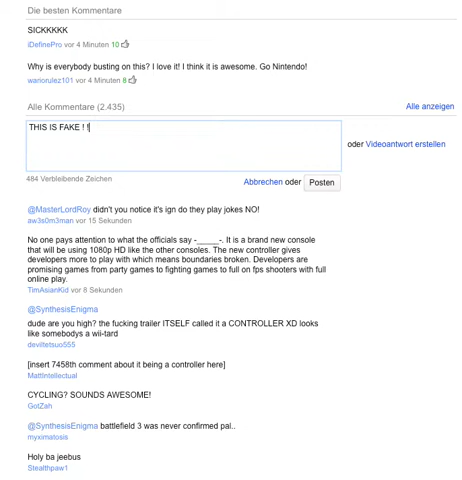 Die besten Kommentare
SICKKKKK
iDefinePro vor 4 Minuten 10
Why is everybody busting on this? I love it! I think it is awesome. Go Nintendo!
wariorulez101 vor 4 Minuten 8
Alle Kommentare (2.435)
Alle anzeigen
THIS IS FAKE ! !
oder Videoantwort erstellen
484 Verbleibende Zeichen
Abbrechen oder Posten
@MasterLordRoy didn't you notice it's ign do they play jokes NO!
aw3s0m3man vor 15 Sekunden
No one pays attention to what the officials say -_____-. It is a brand new console
that will be using 1080p HD like the other consoles. The new controller gives
developers more to play with which means boundaries broken. Developers are
promising games from party games to fighting games to full on fps shooters with full
online play.
TimAsianKid vor 8 Sekunden
@SynthesisEnigma
dude are you high? the fucking trailer ITSELF called it a CONTROLLER XD looks
like somebodys a wii-tard
deviltetsuo555
[insert 7458th comment about it being a controller here]
MattIntellectual
CYCLING? SOUNDS AWESOME!
GotZah
@SynthesisEnigma battlefield 3 was never confirmed pal..
myximatosis
Holy ba jeebus
Stealthpaw1